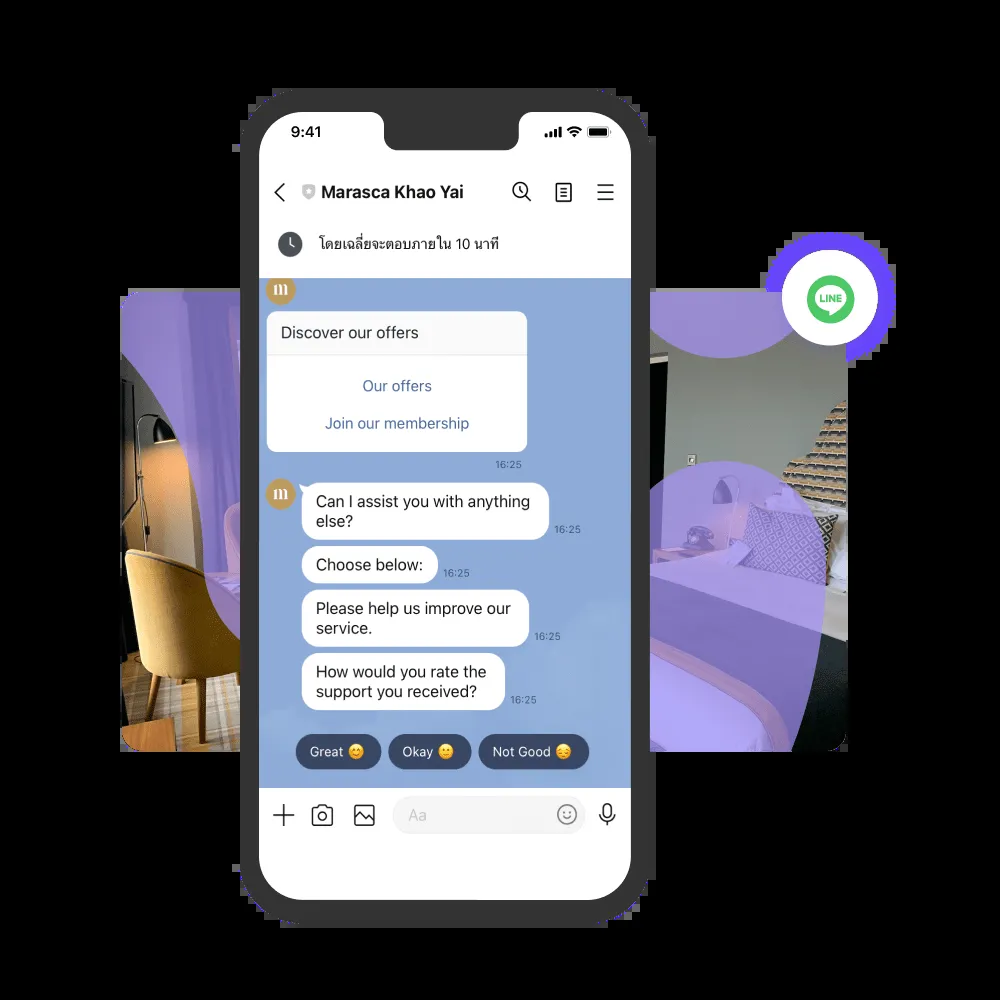 9:41
Marasca Khao Yai
โดยเฉลี่ยจะตอบภายใน 10 นาที
m
Discover our offers
Our offers
Join our membership
16:25
m
Can I assist you with anything
else?
16:25
Choose below:
16:25
Please help us improve our
service.
16:25
How would you rate the
support you received?
16:25
Great 😊
Okay 🙂
Not Good 😔
Aa
LINE